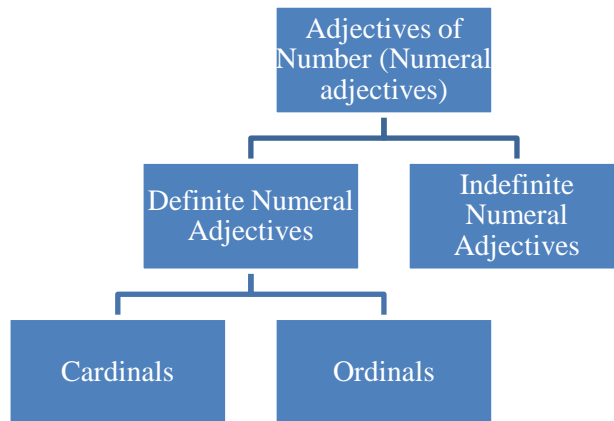 Adjectives of
Number (Numeral
adjectives)
Definite Numeral
Adjectives
Indefinite
Numeral
Adjectives
Cardinals
Ordinals